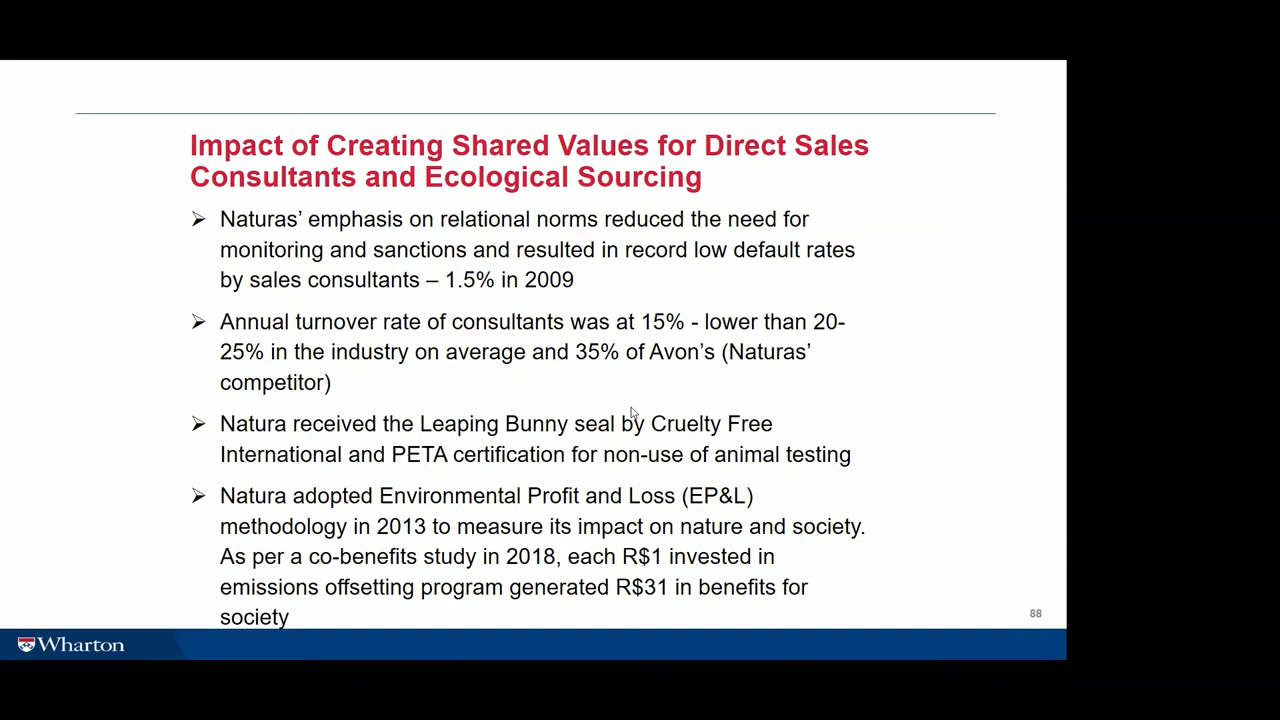 Impact of Creating Shared Values for Direct Sales
Consultants and Ecological Sourcing
➢ Naturas’ emphasis on relational norms reduced the need for
monitoring and sanctions and resulted in record low default rates
by sales consultants – 1.5% in 2009
➢ Annual turnover rate of consultants was at 15% - lower than 20-
25% in the industry on average and 35% of Avon’s (Naturas’
competitor)
➢ Natura received the Leaping Bunny seal by Cruelty Free
International and PETA certification for non-use of animal testing
➢ Natura adopted Environmental Profit and Loss (EP&L)
methodology in 2013 to measure its impact on nature and society.
As per a co-benefits study in 2018, each R$1 invested in
emissions offsetting program generated R$31 in benefits for
society
88
Wharton